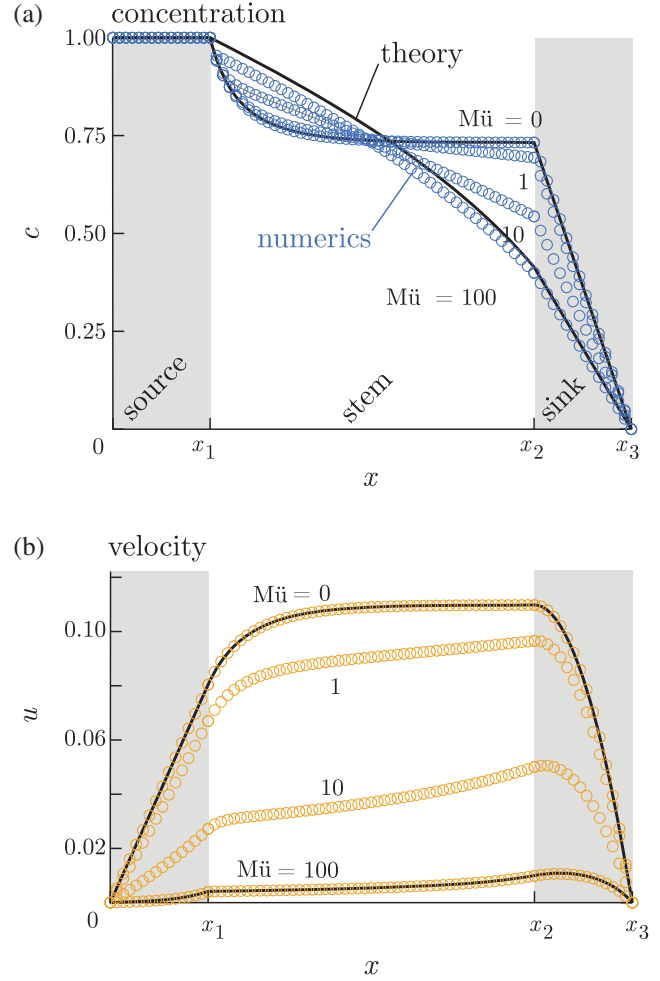 (a)
concentration
1.00
theory
Mü = 0
0.75
1
c
0.50
numerics
10
Mü = 100
0.25
source
stem
sink
0
x1
x2
x3
x
(b)
velocity
Mü = 0
0.10
1
u
0.06
10
0.02
Mü = 100
0
x1
x2
x3
x